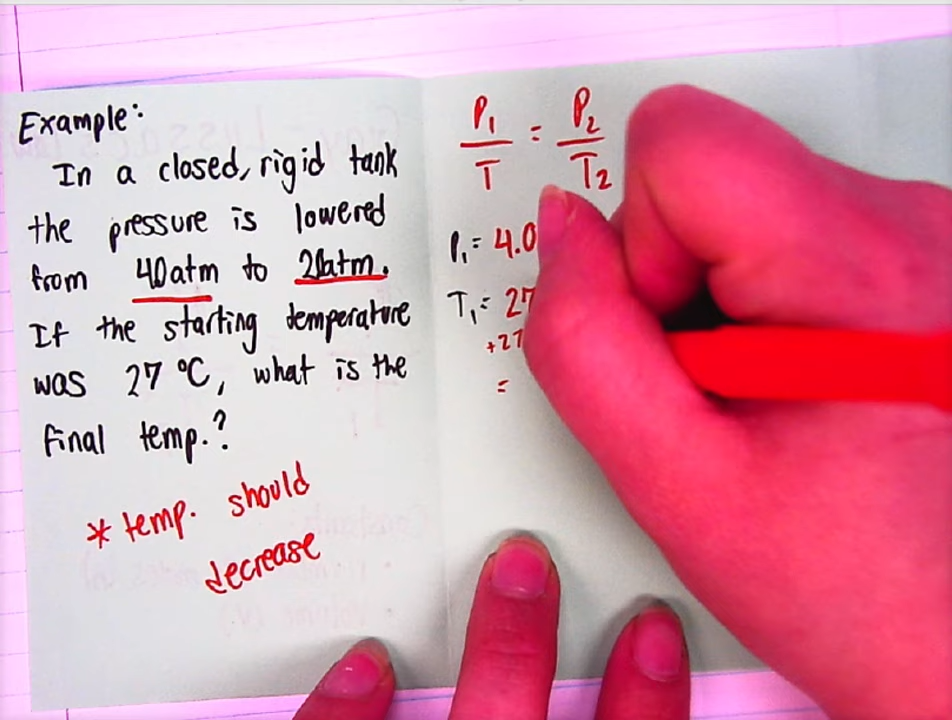 Example:
In a closed, rigid tank
the pressure is lowered
from 4.0atm to 2.0atm.
If the starting temperature
was 27 °C, what is the
final temp.?
* temp. should
decrease
P₁/T = P₂/T₂
P₁ = 4.0
T₁ = 27
+27
=